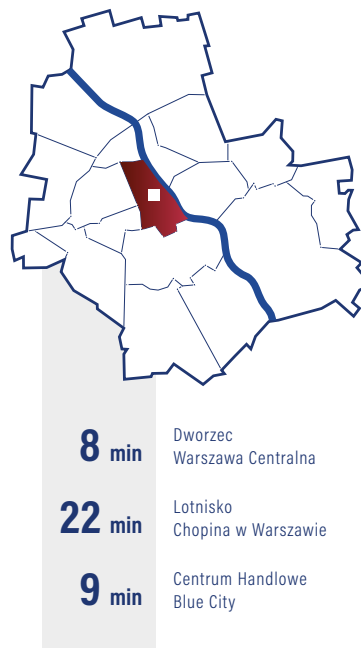 8 min
Dworzec
Warszawa Centralna
22 min
Lotnisko
Chopina w Warszawie
9 min
Centrum Handlowe
Blue City